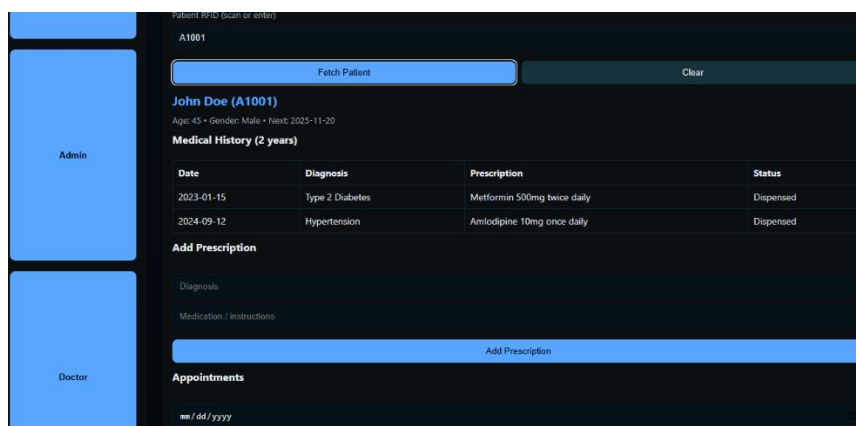 Patient RFID (scan or enter)
A1001
Fetch Patient Clear
John Doe (A1001)
Age: 45 • Gender: Male • Next: 2025-11-20
Medical History (2 years)
Date Diagnosis Prescription Status
2023-01-15 Type 2 Diabetes Metformin 500mg twice daily Dispensed
2024-09-12 Hypertension Amlodipine 10mg once daily Dispensed
Add Prescription
Diagnosis
Medication / instructions
Add Prescription
Appointments
mm/dd/yyyy
Admin
Doctor